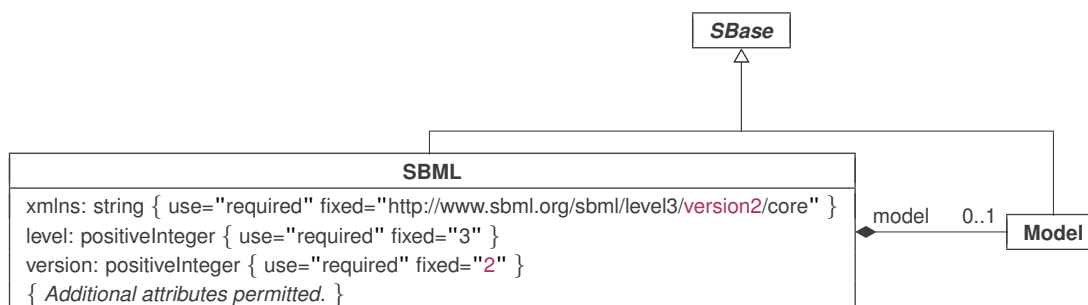 SBase
SBML
xmlns: string { use="required" fixed="http://www.sbml.org/sbml/level3/version2/core" }
level: positiveInteger { use="required" fixed="3" }
version: positiveInteger { use="required" fixed="2" }
{ Additional attributes permitted. }
model 0..1
Model